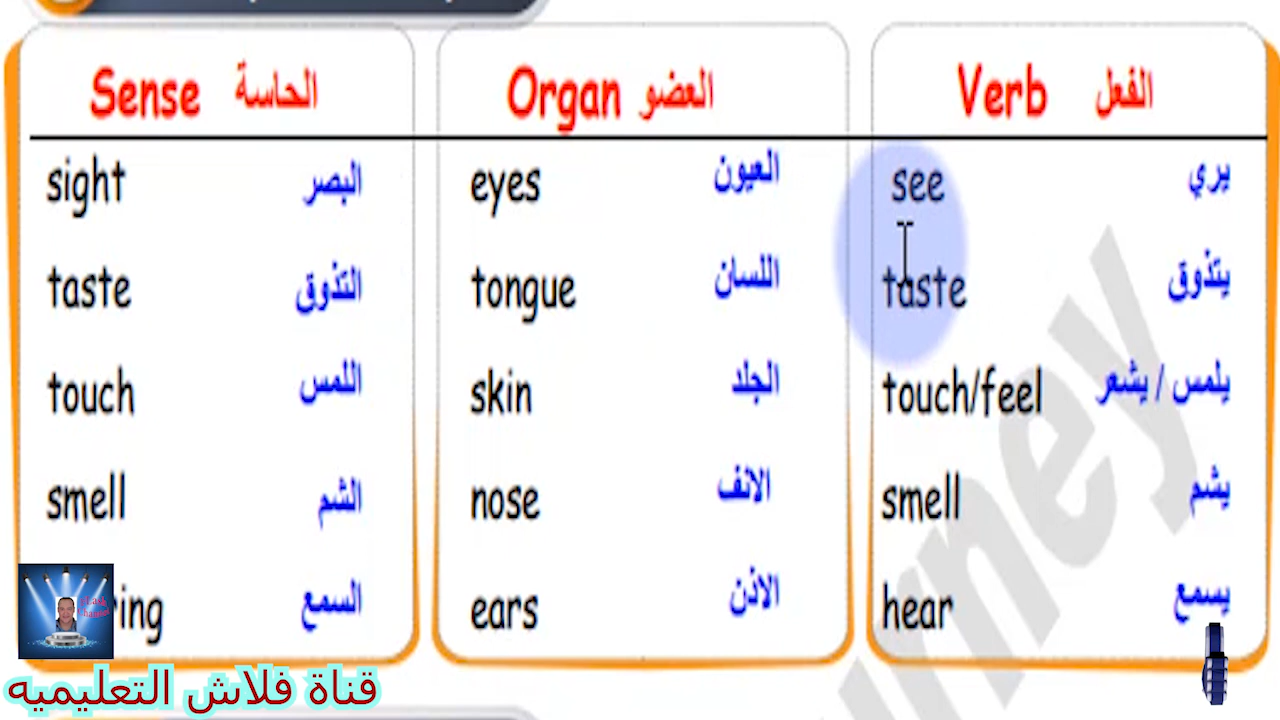 Sense الحاسة Organ العضو Verb الفعل
sight البصر eyes العيون see يري
taste التذوق tongue اللسان taste يتذوق
touch اللمس skin الجلد touch/feel يلمس / يشعر
smell الشم nose الانف smell يشم
ring السمع ears الاذن hear يسمع
قناة فلاش التعليميه